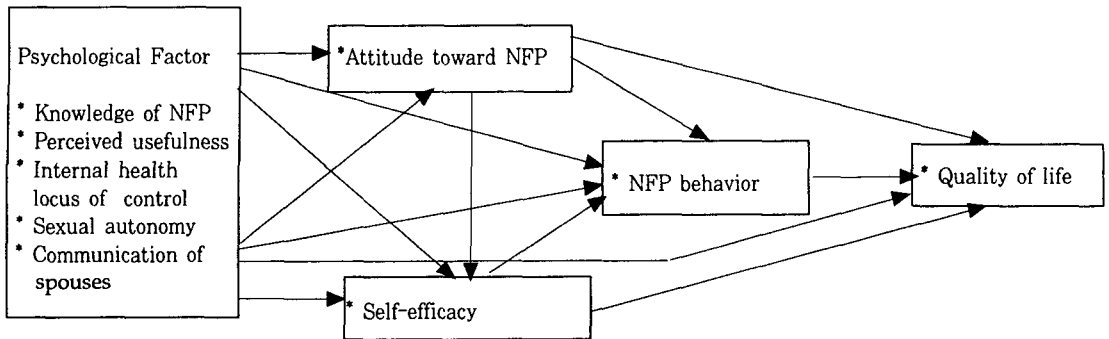 Psychological Factor
* Knowledge of NFP
* Perceived usefulness
* Internal health
locus of control
* Sexual autonomy
* Communication of
spouses
* Attitude toward NFP
* NFP behavior
* Quality of life
* Self-efficacy